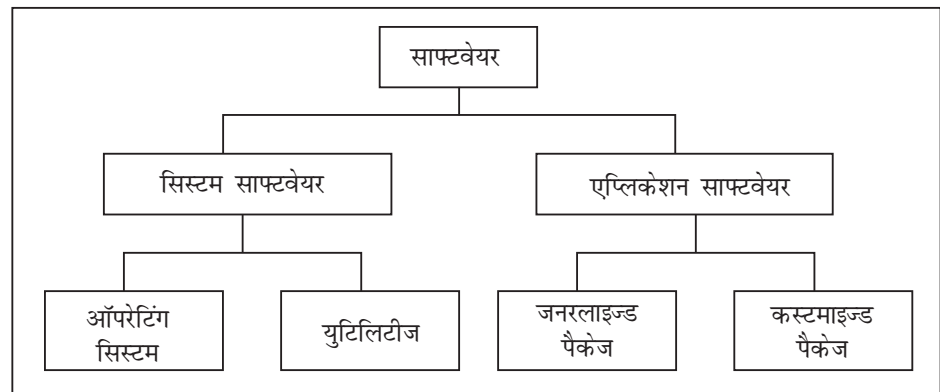 साफ्टवेयर
सिस्टम साफ्टवेयर
एप्लिकेशन साफ्टवेयर
ऑपरेटिंग
सिस्टम
युटिलिटीज
जनरलाइज्ड
पैकेज
कस्टमाइज्ड
पैकेज